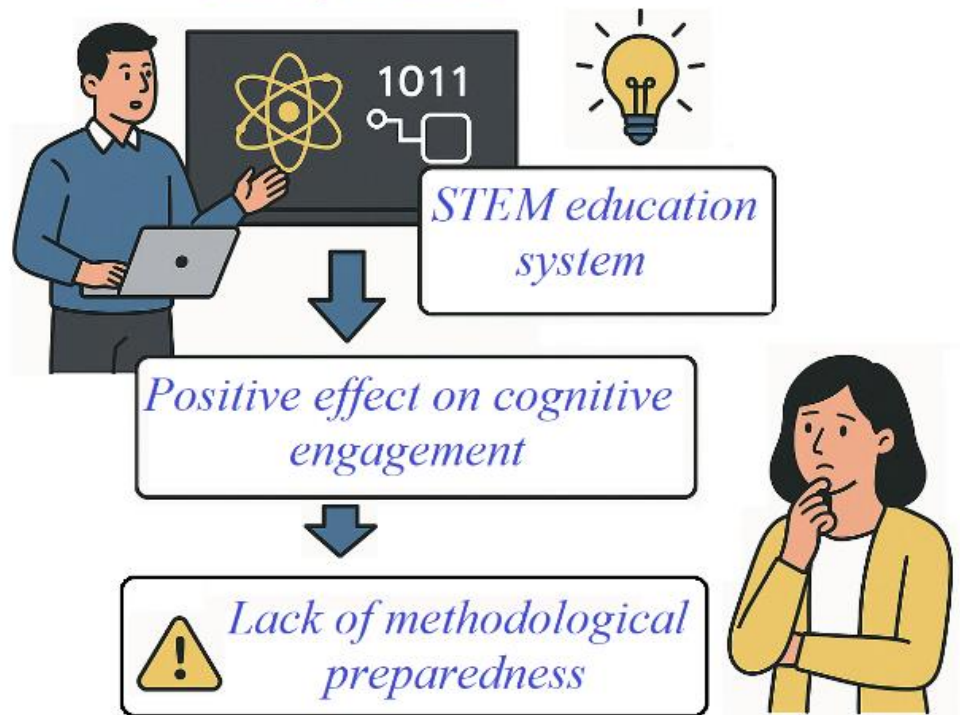 1011
STEM education
system
Positive effect on cognitive
engagement
Lack of methodological
preparedness